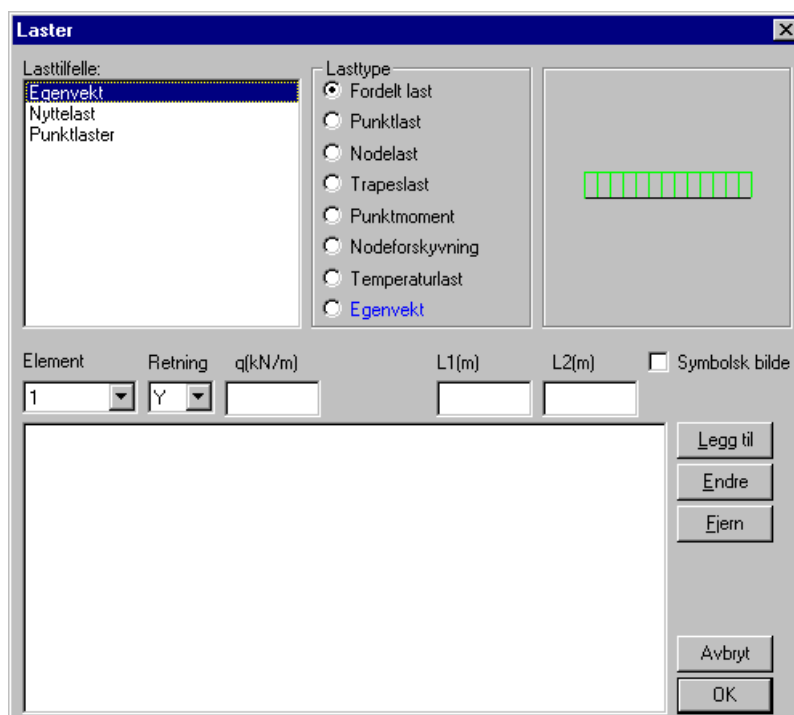 Laster
Lasttilfelle:
Egenvekt
Nyttelast
Punktlaster
Lasttype
Fordelt last
Punktlast
Nodelast
Trapeslast
Punktmoment
Nodeforskyvning
Temperaturlast
Egenvekt
Element Retning q(kN/m) L1(m) L2(m) Symbolsk bilde
1 Y
Legg til
Endre
Fjern
Avbryt
OK